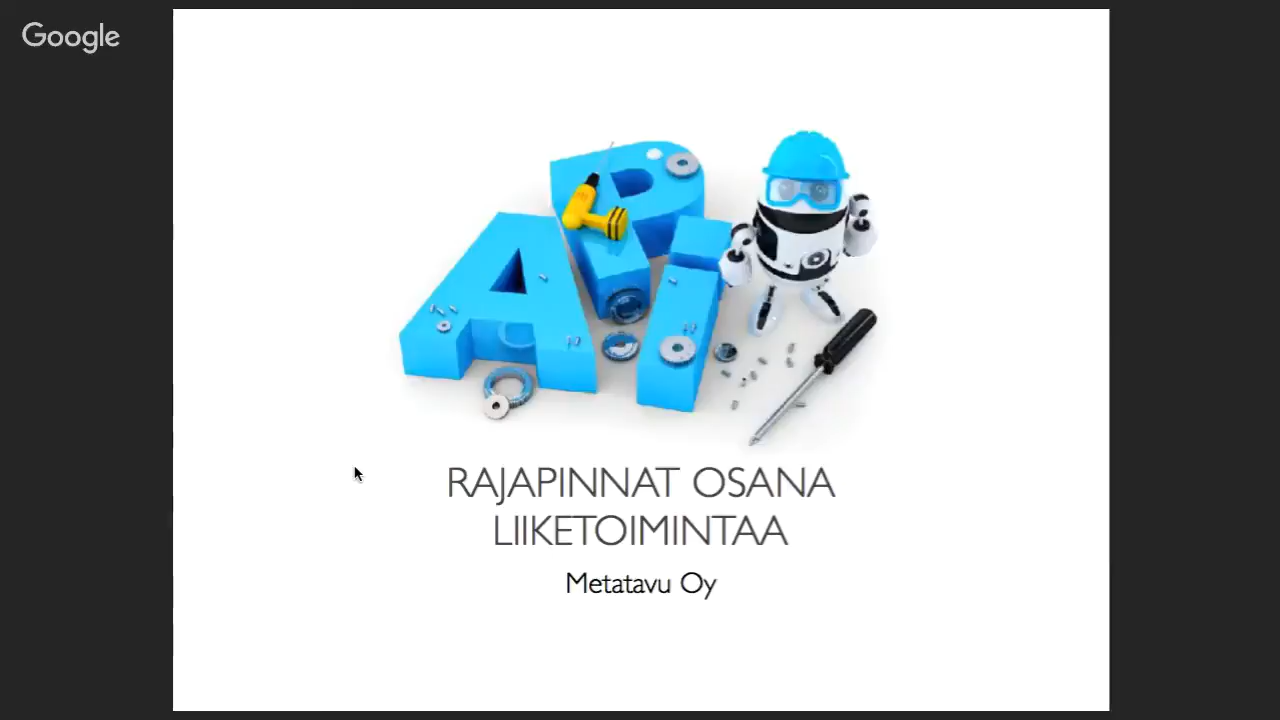 Google
API
RAJAPINNAT OSANA
LIIKETOIMINTAA
Metatavu Oy